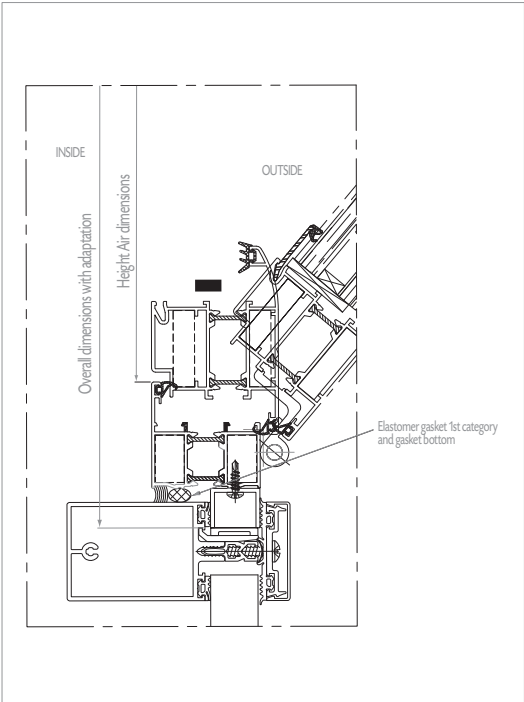 INSIDE
OUTSIDE
Overall dimensions with adaptation
Height Air dimensions
Elastomer gasket 1st category
and gasket bottom